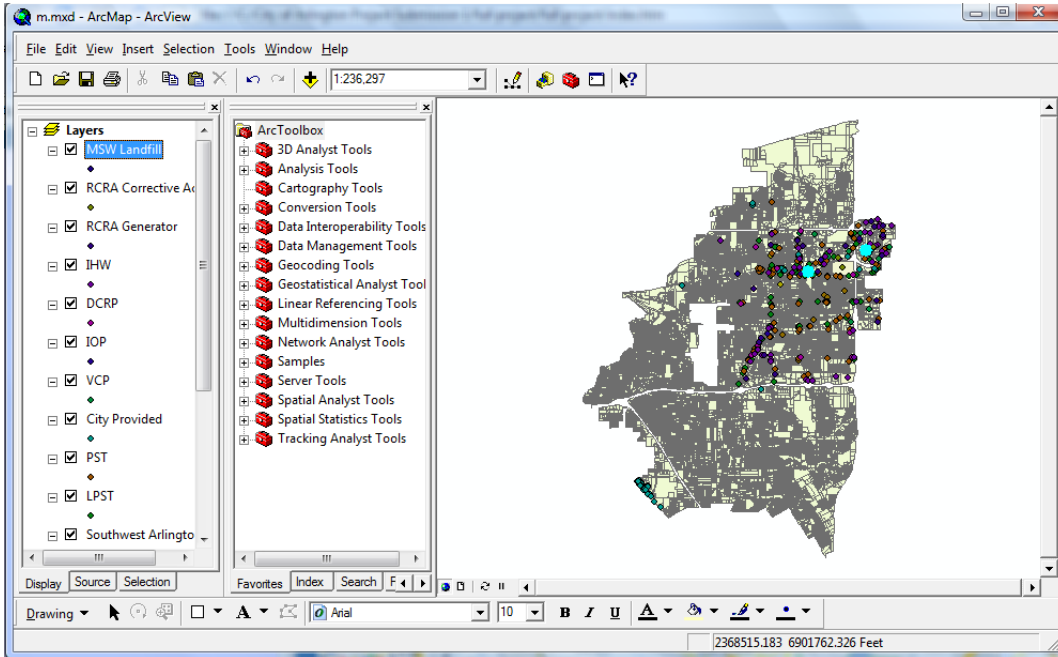 m.mxd - ArcMap - ArcView
File Edit View Insert Selection Tools Window Help
1:236,297
Layers
MSW Landfill
RCRA Corrective Ac
RCRA Generator
IHW
DCRP
IOP
VCP
City Provided
PST
LPST
Southwest Arlingto
Display Source Selection
ArcToolbox
3D Analyst Tools
Analysis Tools
Cartography Tools
Conversion Tools
Data Interoperability Tools
Data Management Tools
Geocoding Tools
Geostatistical Analyst Tool
Linear Referencing Tools
Multidimension Tools
Network Analyst Tools
Samples
Server Tools
Spatial Analyst Tools
Spatial Statistics Tools
Tracking Analyst Tools
Favorites Index Search
Drawing A Arial 10 B I U A
2368515.183 6901762.326 Feet